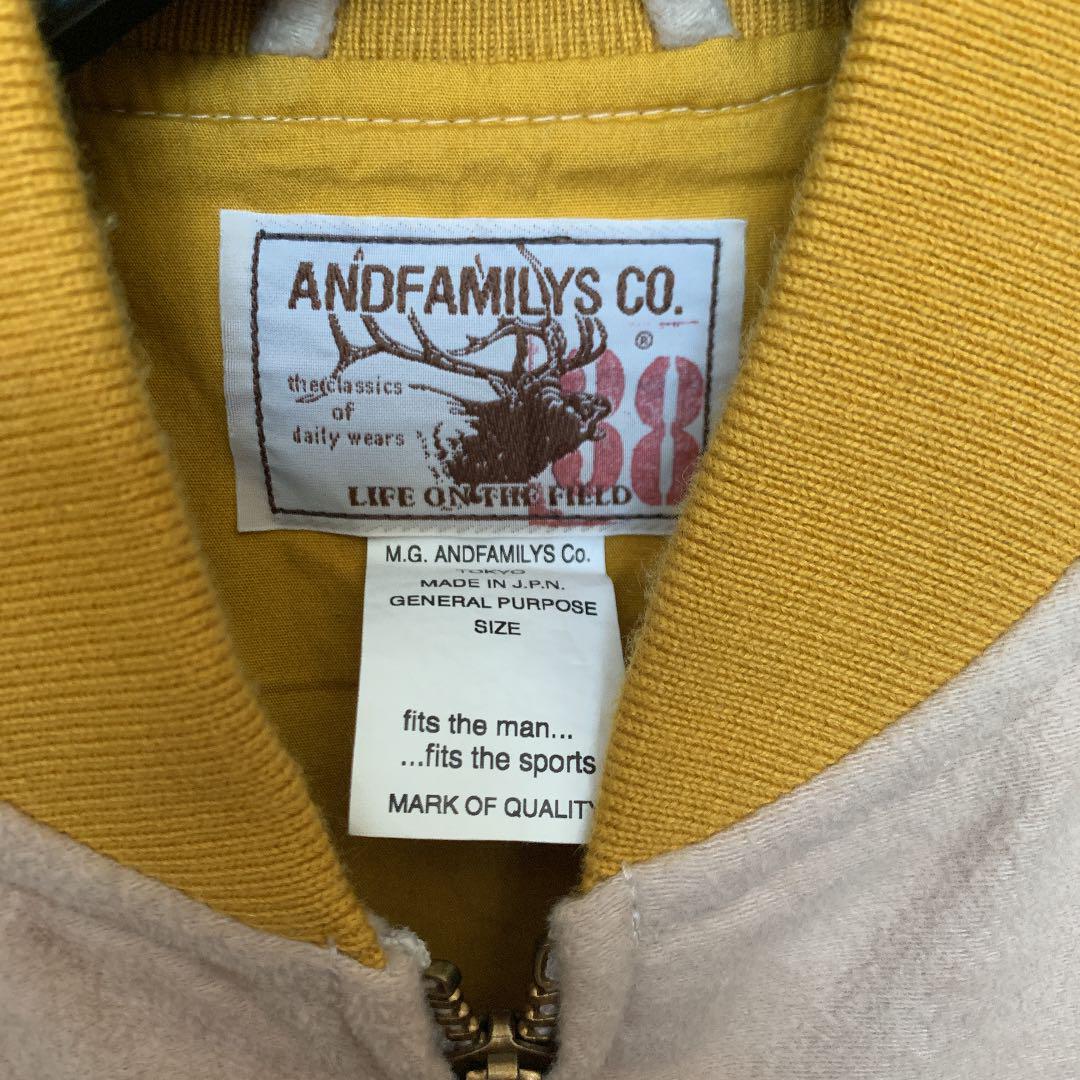 ANDFAMILYS CO.
®
38
the classics
of
daily wears
LIFE ON THE FIELD
M.G. ANDFAMILYS Co.
TOKYO
MADE IN J.P.N.
GENERAL PURPOSE
SIZE
fits the man...
...fits the sports
MARK OF QUALITY